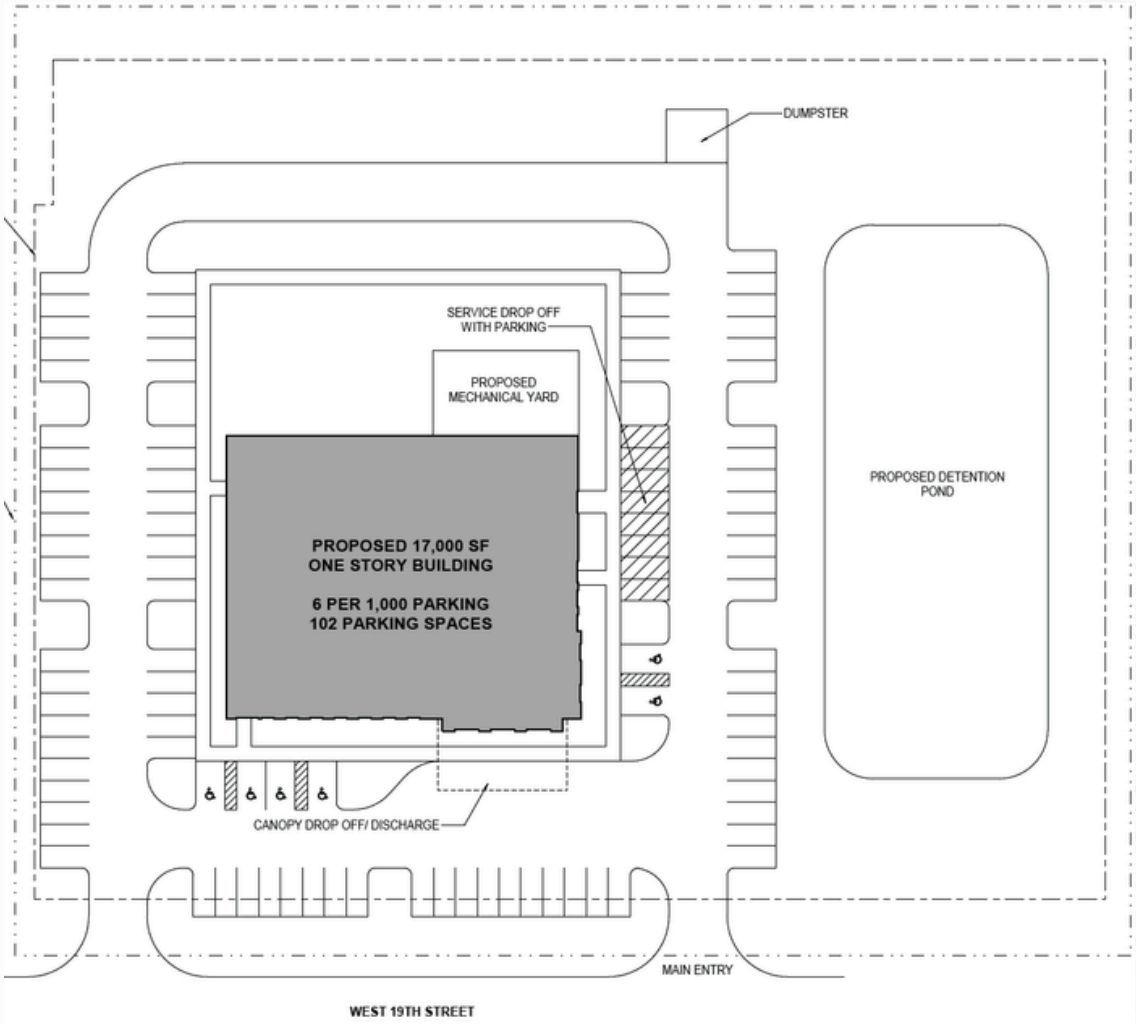 DUMPSTER
SERVICE DROP OFF
WITH PARKING
PROPOSED
MECHANICAL YARD
PROPOSED DETENTION
POND
PROPOSED 17,000 SF
ONE STORY BUILDING
6 PER 1,000 PARKING
102 PARKING SPACES
CANOPY DROP OFF/ DISCHARGE
MAIN ENTRY
WEST 19TH STREET